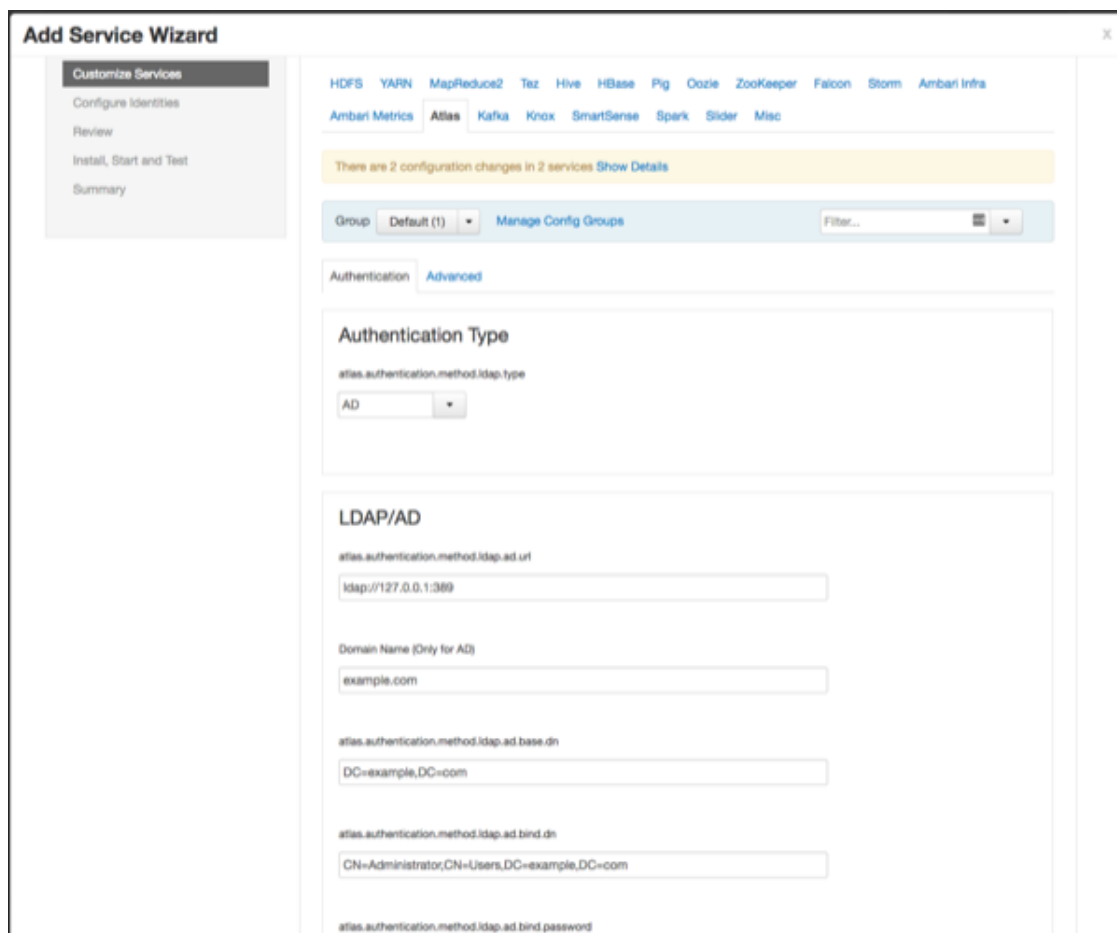 Add Service Wizard
x
Customize Services
Configure Identities
Review
Install, Start and Test
Summary
HDFS YARN MapReduce2 Tez Hive HBase Pig Oozie ZooKeeper Falcon Storm Ambari Infra
Ambari Metrics Atlas Kafka Knox SmartSense Spark Slider Misc
There are 2 configuration changes in 2 services Show Details
Group Default (1) Manage Config Groups Filter...
Authentication Advanced
Authentication Type
atlas.authentication.method.ldap.type
AD
LDAP/AD
atlas.authentication.method.ldap.ad.url
ldap://127.0.0.1:389
Domain Name (Only for AD)
example.com
atlas.authentication.method.ldap.ad.base.dn
DC=example,DC=com
atlas.authentication.method.ldap.ad.bind.dn
CN=Administrator,CN=Users,DC=example,DC=com
atlas.authentication.method.ldap.ad.bind.password